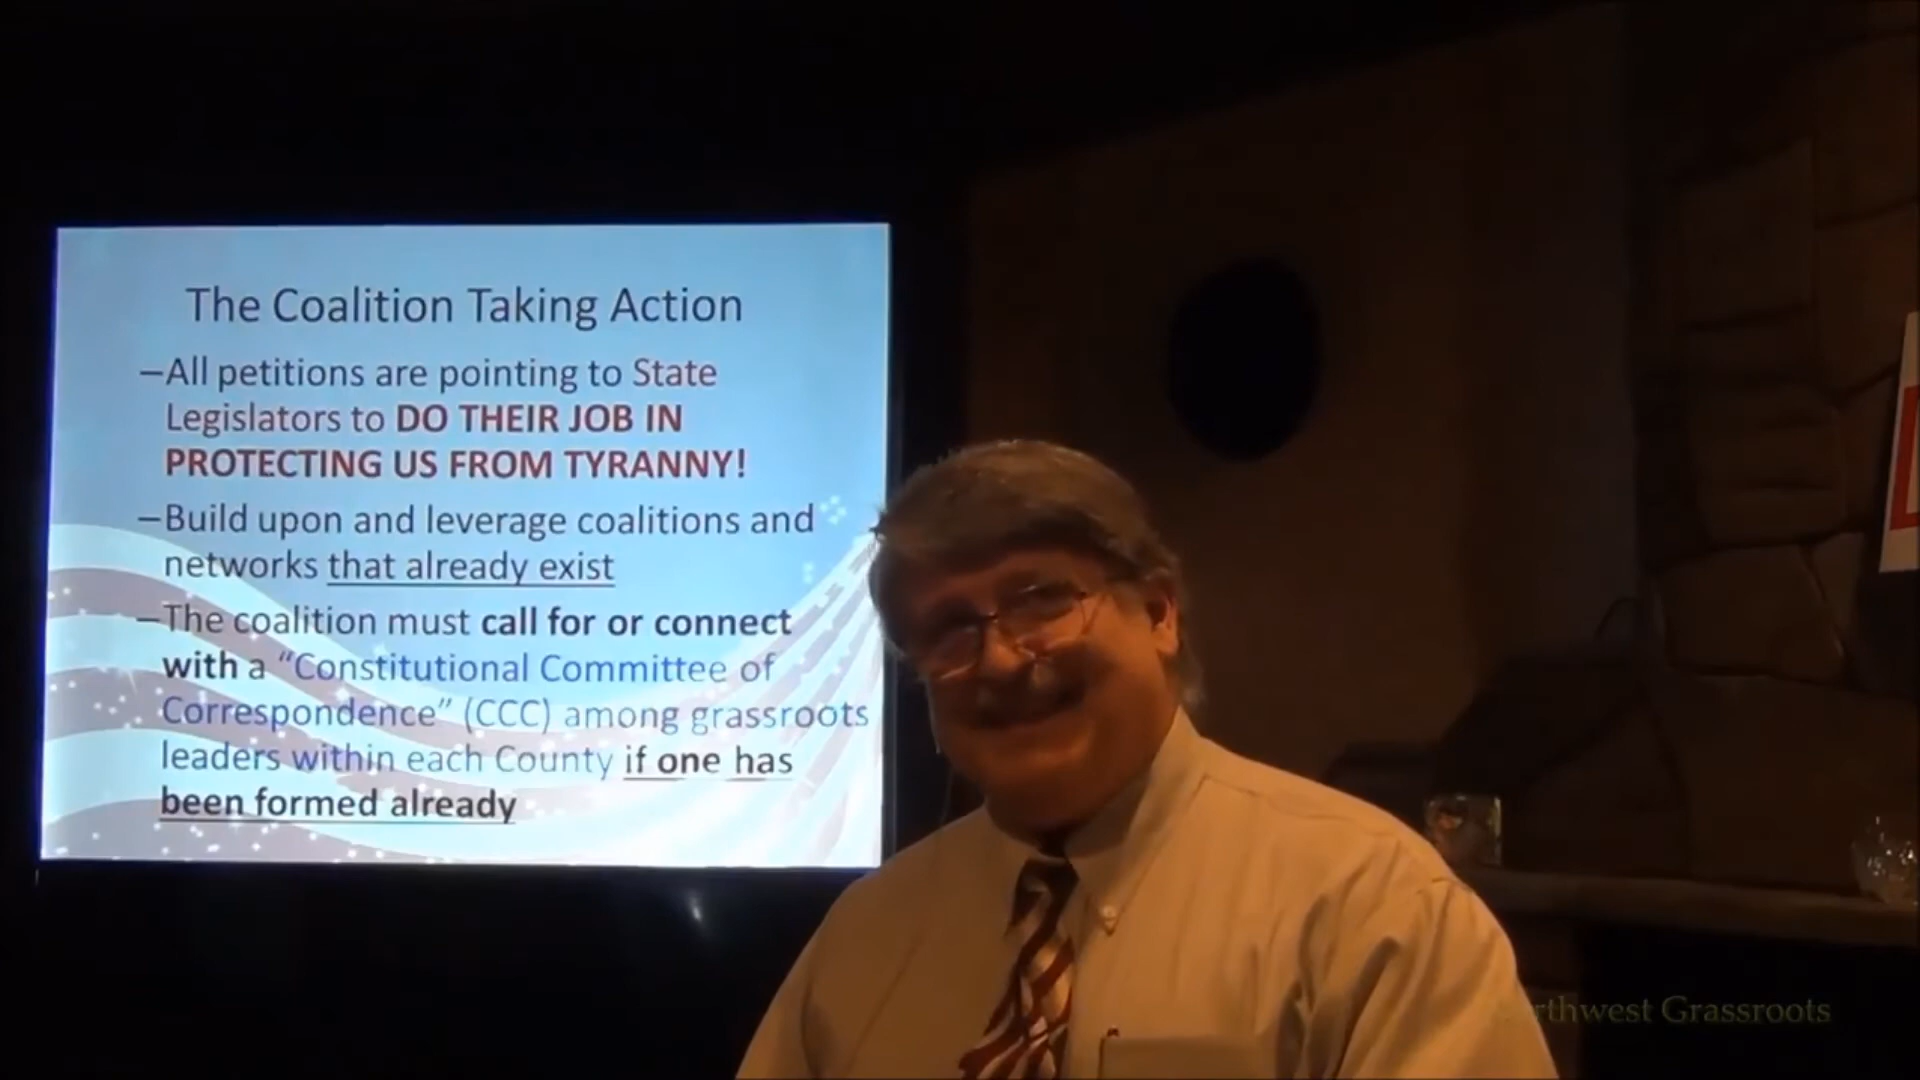 The Coalition Taking Action
–All petitions are pointing to State
Legislators to DO THEIR JOB IN
PROTECTING US FROM TYRANNY!
–Build upon and leverage coalitions and
networks that already exist
–The coalition must call for or connect
with a “Constitutional Committee of
Correspondence” (CCC) among grassroots
leaders within each County if one has
been formed already
Grassroots